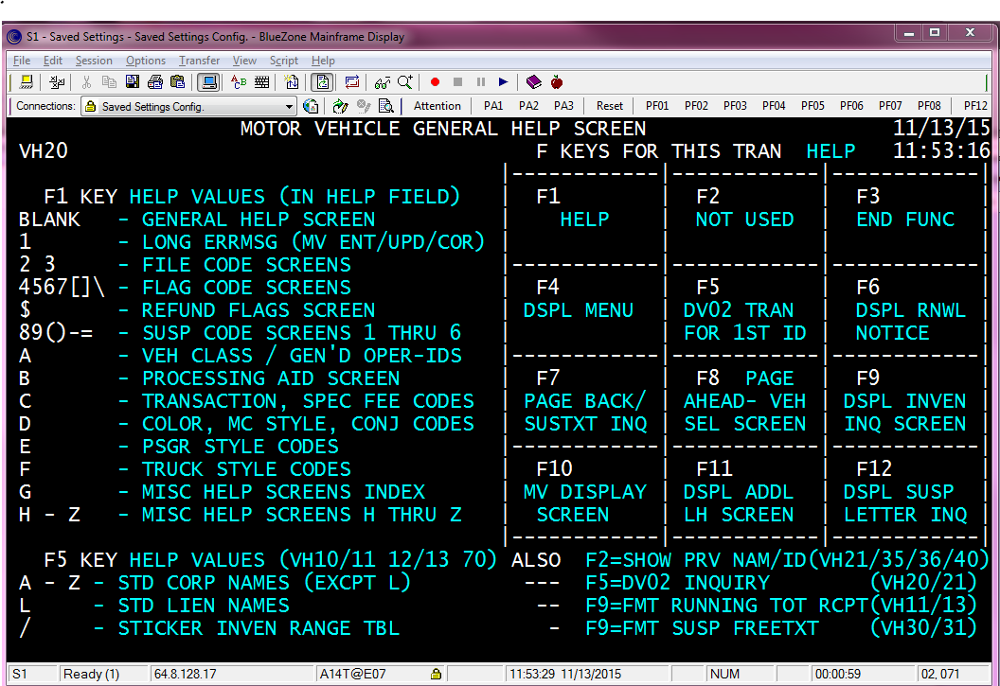 S1 - Saved Settings - Saved Settings Config. - BlueZone Mainframe Display
File Edit Session Options Transfer View Script Help
Connections: Saved Settings Config. Attention PA1 PA2 PA3 Reset PF01 PF02 PF03 PF04 PF05 PF06 PF07 PF08 PF12
MOTOR VEHICLE GENERAL HELP SCREEN 11/13/15
VH20 F KEYS FOR THIS TRAN HELP 11:53:16
|------------|------------|------------|
F1 KEY HELP VALUES (IN HELP FIELD) | F1 | F2 | F3 |
BLANK - GENERAL HELP SCREEN | HELP | NOT USED | END FUNC |
1 - LONG ERRMSG (MV ENT/UPD/COR) | | | |
2 3 - FILE CODE SCREENS |------------|------------|------------|
4567[]\ - FLAG CODE SCREENS | F4 | F5 | F6 |
$ - REFUND FLAGS SCREEN | DSPL MENU | DV02 TRAN | DSPL RNWL |
89()-= - SUSP CODE SCREENS 1 THRU 6 | | FOR 1ST ID | NOTICE |
A - VEH CLASS / GEN'D OPER-IDS |------------|------------|------------|
B - PROCESSING AID SCREEN | F7 | F8 PAGE | F9 |
C - TRANSACTION, SPEC FEE CODES | PAGE BACK/ | AHEAD- VEH | DSPL INVEN |
D - COLOR, MC STYLE, CONJ CODES | SUSTXT INQ | SEL SCREEN | INQ SCREEN |
E - PSGR STYLE CODES |------------|------------|------------|
F - TRUCK STYLE CODES | F10 | F11 | F12 |
G - MISC HELP SCREENS INDEX | MV DISPLAY | DSPL ADDL | DSPL SUSP |
H - Z - MISC HELP SCREENS H THRU Z | SCREEN | LH SCREEN | LETTER INQ |
|------------|------------|------------|
F5 KEY HELP VALUES (VH10/11 12/13 70) ALSO F2=SHOW PRV NAM/ID(VH21/35/36/40)
A - Z - STD CORP NAMES (EXCPT L) --- F5=DV02 INQUIRY (VH20/21)
L - STD LIEN NAMES -- F9=FMT RUNNING TOT RCPT(VH11/13)
/ - STICKER INVEN RANGE TBL - F9=FMT SUSP FREETXT (VH30/31)
S1 Ready (1) 64.8.128.17 A14T@E07 11:53:29 11/13/2015 NUM 00:00:59 02, 071